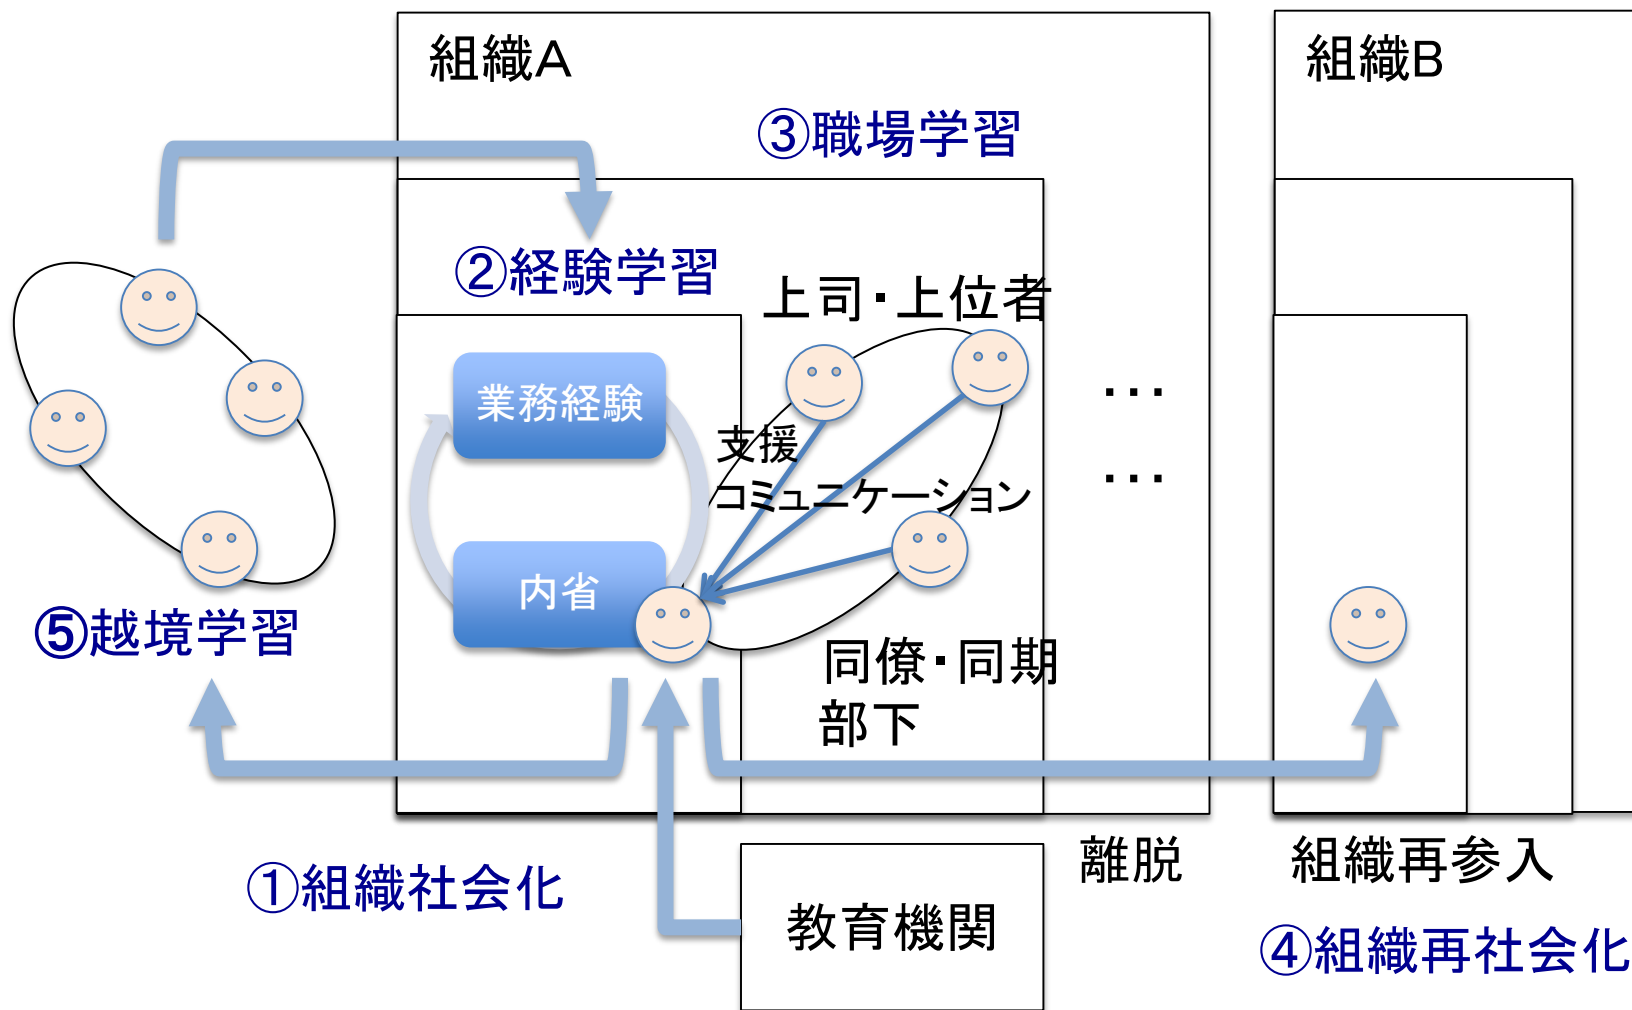 組織A
組織B
③職場学習
②経験学習
上司・上位者
業務経験
支援
コミュニケーション
…
…
内省
⑤越境学習
同僚・同期
部下
離脱
組織再参入
①組織社会化
教育機関
④組織再社会化